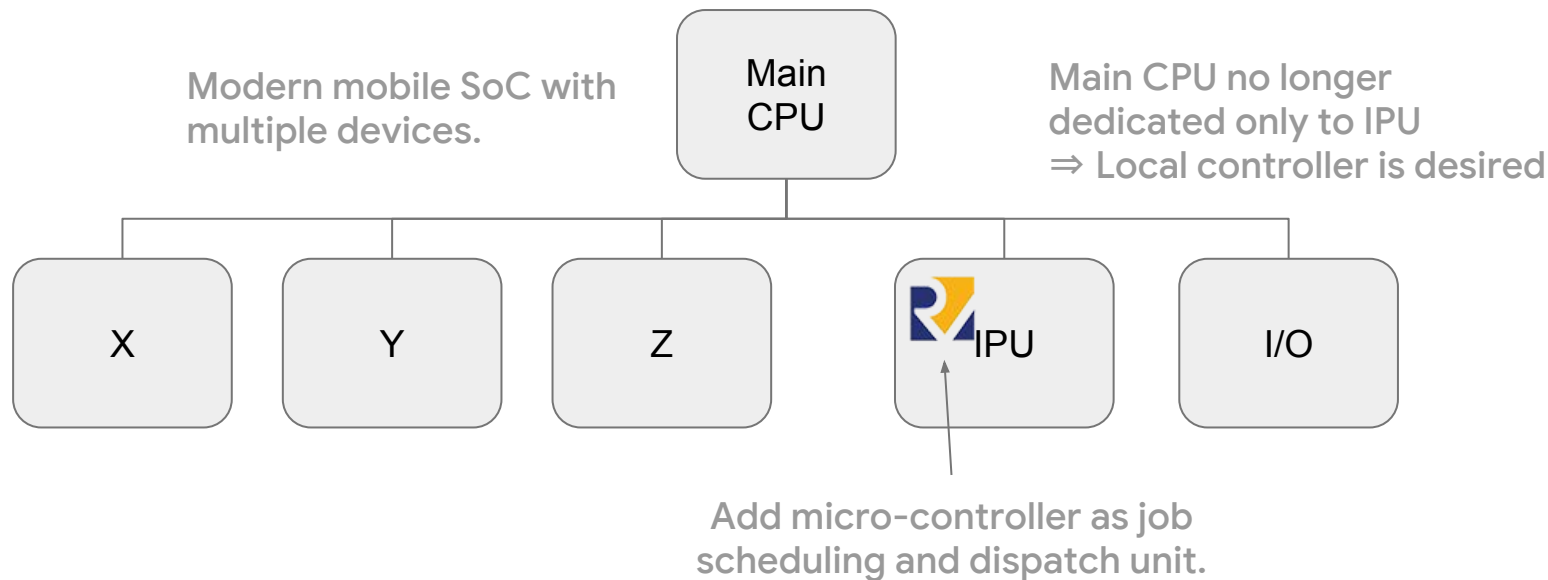 Modern mobile SoC with
multiple devices.
Main
CPU
Main CPU no longer
dedicated only to IPU
⇒ Local controller is desired
X
Y
Z
IPU
I/O
Add micro-controller as job
scheduling and dispatch unit.